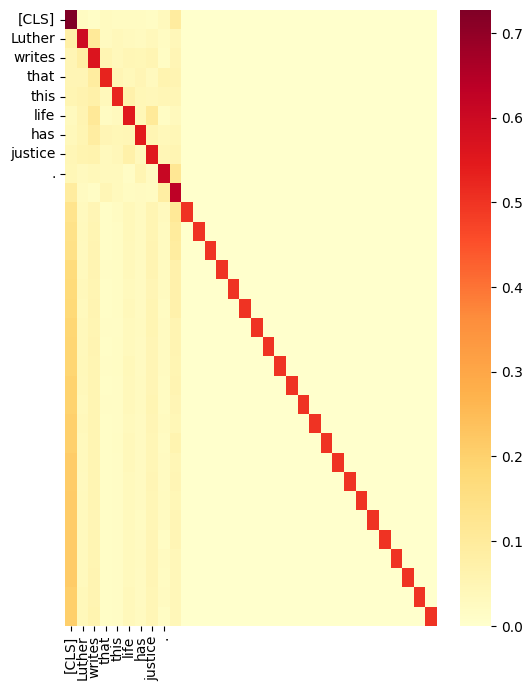 [CLS]
Luther
writes
that
this
life
has
justice
.
[CLS]
Luther
writes
that
this
life
has
justice
.
0.7
0.6
0.5
0.4
0.3
0.2
0.1
0.0